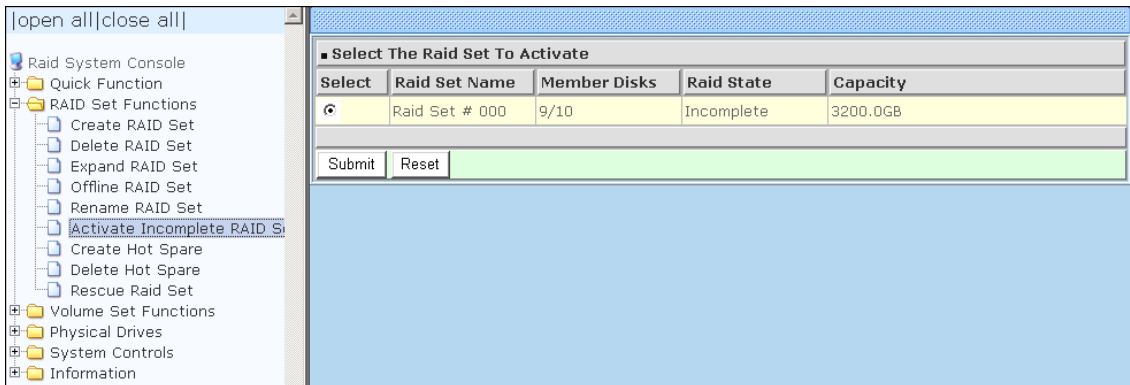 |open all|close all|
Raid System Console
Quick Function
RAID Set Functions
Create RAID Set
Delete RAID Set
Expand RAID Set
Offline RAID Set
Rename RAID Set
Activate Incomplete RAID
Create Hot Spare
Delete Hot Spare
Rescue Raid Set
Volume Set Functions
Physical Drives
System Controls
Information
Select The Raid Set To Activate
Select Raid Set Name Member Disks Raid State Capacity
Raid Set # 000 9/10 Incomplete 3200.0GB
Submit Reset